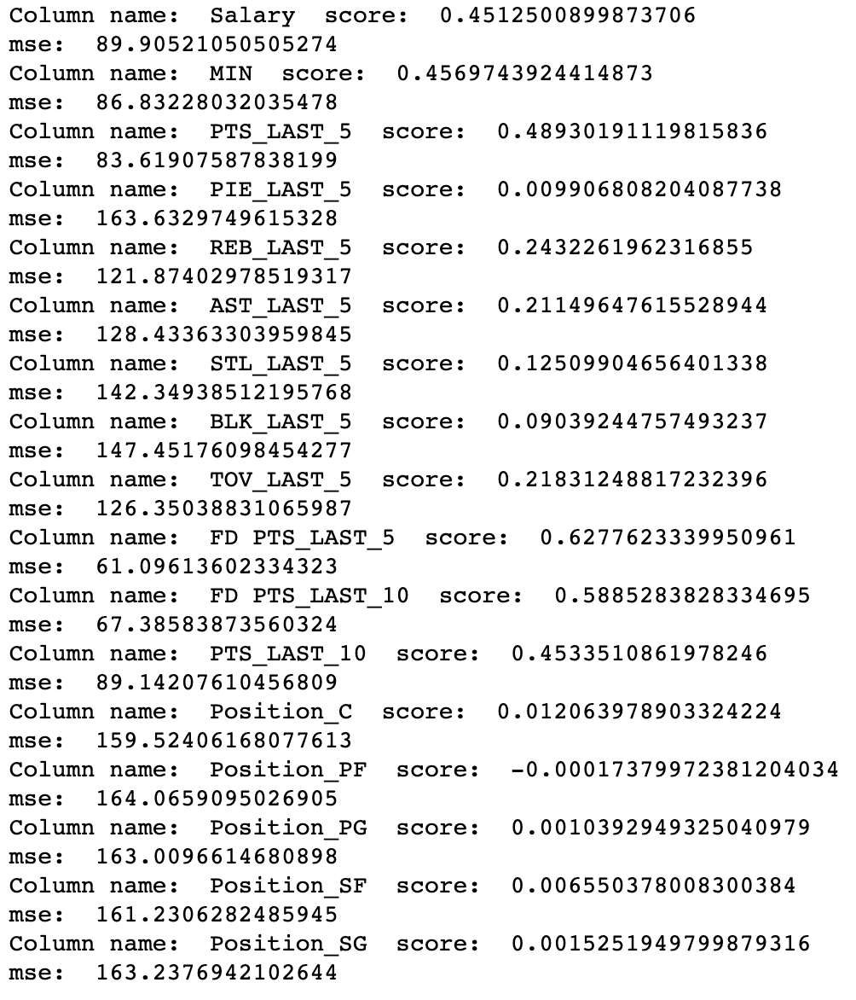 Column name:  Salary  score:  0.4512500899873706
mse:  89.90521050505274
Column name:  MIN  score:  0.4569743924414873
mse:  86.83228032035478
Column name:  PTS_LAST_5  score:  0.48930191119815836
mse:  83.61907587838199
Column name:  PIE_LAST_5  score:  0.009906808204087738
mse:  163.6329749615328
Column name:  REB_LAST_5  score:  0.2432261962316855
mse:  121.87402978519317
Column name:  AST_LAST_5  score:  0.21149647615528944
mse:  128.43363303959845
Column name:  STL_LAST_5  score:  0.12509904656401338
mse:  142.34938512195768
Column name:  BLK_LAST_5  score:  0.09039244757493237
mse:  147.45176098454277
Column name:  TOV_LAST_5  score:  0.21831248817232396
mse:  126.35038831065987
Column name:  FD PTS_LAST_5  score:  0.6277623339950961
mse:  61.09613602334323
Column name:  FD PTS_LAST_10  score:  0.5885283828334695
mse:  67.38583873560324
Column name:  PTS_LAST_10  score:  0.4533510861978246
mse:  89.14207610456809
Column name:  Position_C  score:  0.012063978903324224
mse:  159.52406168077613
Column name:  Position_PF  score:  -0.00017379972381204034
mse:  164.0659095026905
Column name:  Position_PG  score:  0.0010392949325040979
mse:  163.0096614680898
Column name:  Position_SF  score:  0.006550378008300384
mse:  161.2306282485945
Column name:  Position_SG  score:  0.0015251949799879316
mse:  163.2376942102644